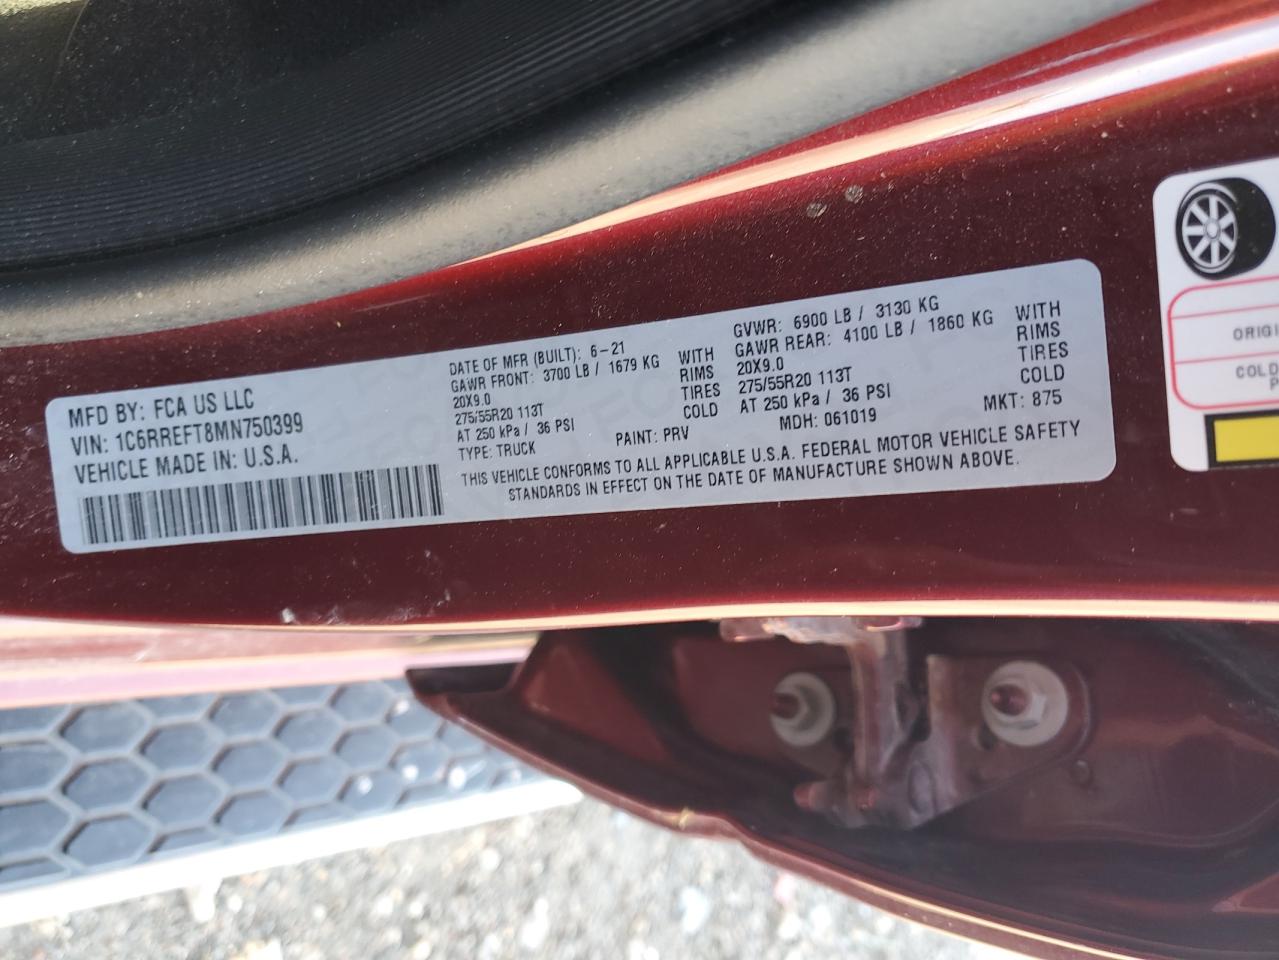 MFD BY: FCA US LLC
VIN: 1C6RREFT8MN750399
VEHICLE MADE IN: U.S.A.
DATE OF MFR (BUILT): 6-21
GAWR FRONT: 3700 LB / 1679 KG WITH
20X9.0 RIMS
275/55R20 113T TIRES
AT 250 kPa / 36 PSI COLD
TYPE: TRUCK PAINT: PRV
GVWR: 6900 LB / 3130 KG
GAWR REAR: 4100 LB / 1860 KG WITH
20X9.0 RIMS
275/55R20 113T TIRES
AT 250 kPa / 36 PSI COLD
MDH: 061019 MKT: 875
THIS VEHICLE CONFORMS TO ALL APPLICABLE U.S.A. FEDERAL MOTOR VEHICLE SAFETY
STANDARDS IN EFFECT ON THE DATE OF MANUFACTURE SHOWN ABOVE.
ORIGI
COLD
P